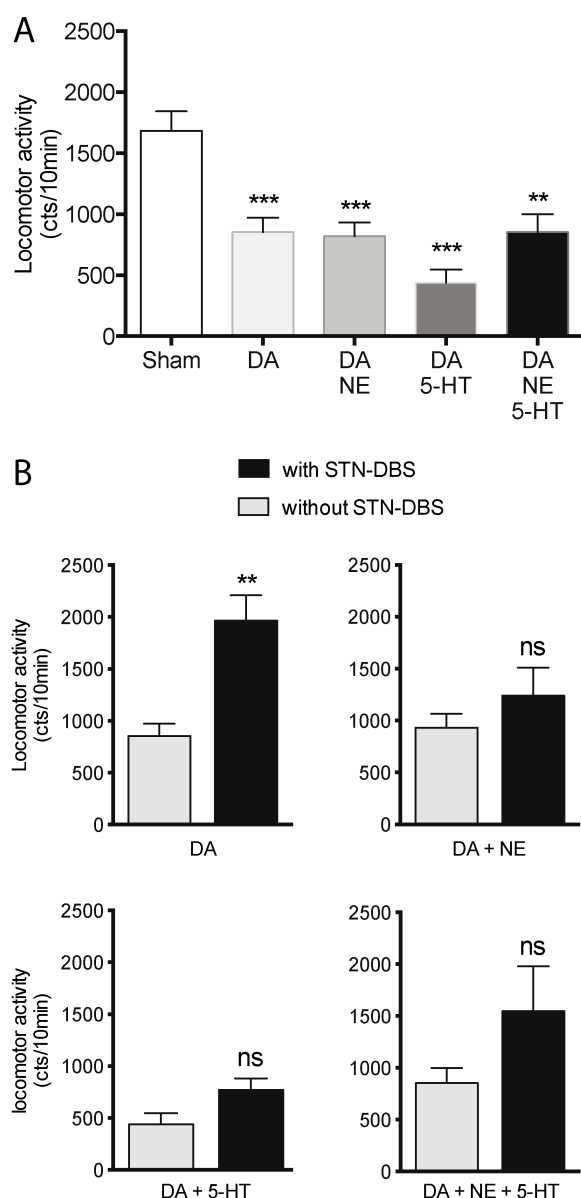 A
Locomotor activity
(cts/10min)
2500
2000
1500
1000
500
0
***
***
***
**
Sham
DA
DA
NE
DA
5-HT
DA
NE
5-HT
B
with STN-DBS
without STN-DBS
Locomotor activity
(cts/10min)
2500
2000
1500
1000
500
0
**
DA
2500
2000
1500
1000
500
0
ns
DA + NE
locomotor activity
(cts/10min)
2500
2000
1500
1000
500
0
ns
DA + 5-HT
2500
2000
1500
1000
500
0
ns
DA + NE + 5-HT